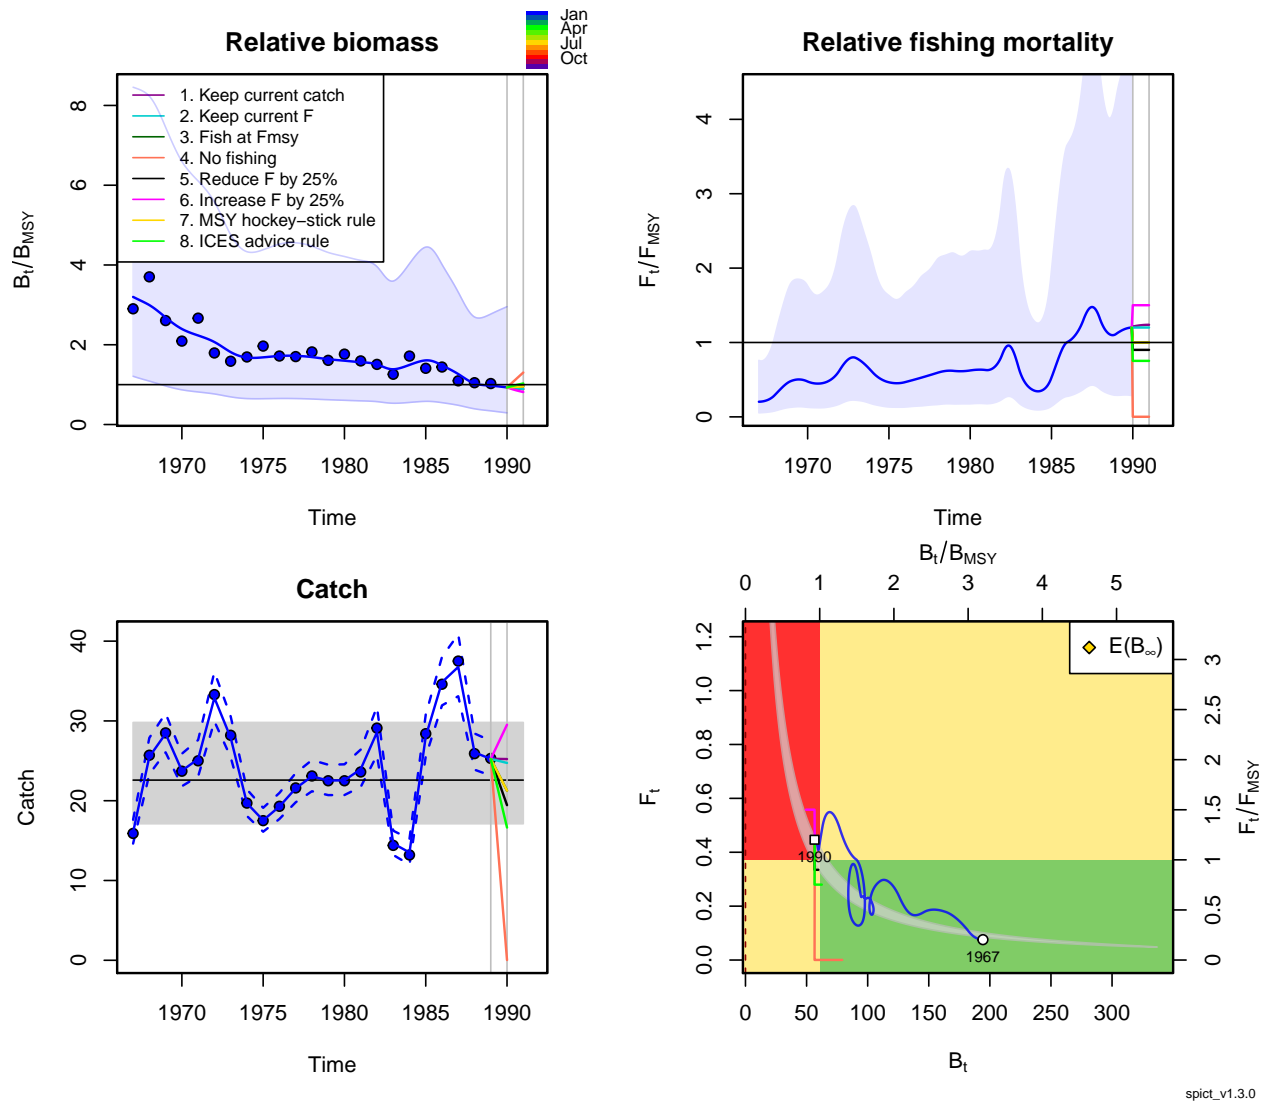 Relative biomass
Jan
Apr
Jul
Oct
1. Keep current catch
2. Keep current F
3. Fish at Fmsy
4. No fishing
5. Reduce F by 25%
6. Increase F by 25%
7. MSY hockey−stick rule
8. ICES advice rule
Bt/BMSY
0 2 4 6 8
1970 1975 1980 1985 1990
Time
Relative fishing mortality
Ft/FMSY
0 1 2 3 4
1970 1975 1980 1985 1990
Time
Catch
Catch
0 10 20 30 40
1970 1975 1980 1985 1990
Time
Bt/BMSY
0 1 2 3 4 5
E(B∞)
Ft
0.0 0.2 0.4 0.6 0.8 1.0 1.2
1990
1967
0 0.5 1 1.5 2 2.5 3
Ft/FMSY
0 50 100 150 200 250 300
Bt
spict_v1.3.0